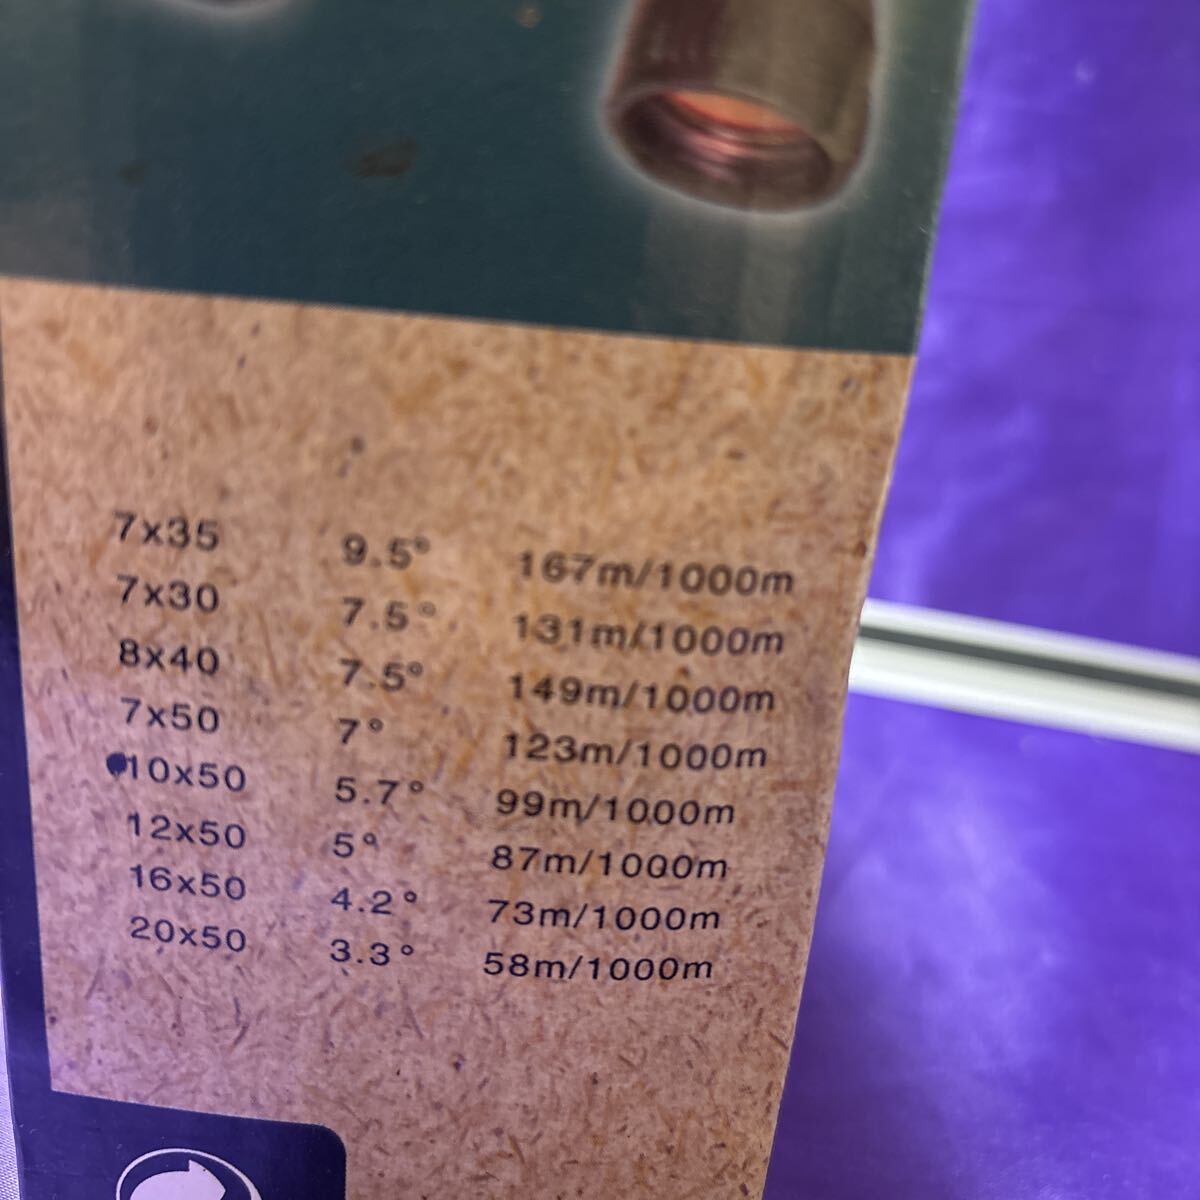 7x35 9.5° 167m/1000m
7x30 7.5° 131m/1000m
8x40 7.5° 149m/1000m
7x50 7° 123m/1000m
10x50 5.7° 99m/1000m
12x50 5° 87m/1000m
16x50 4.2° 73m/1000m
20x50 3.3° 58m/1000m